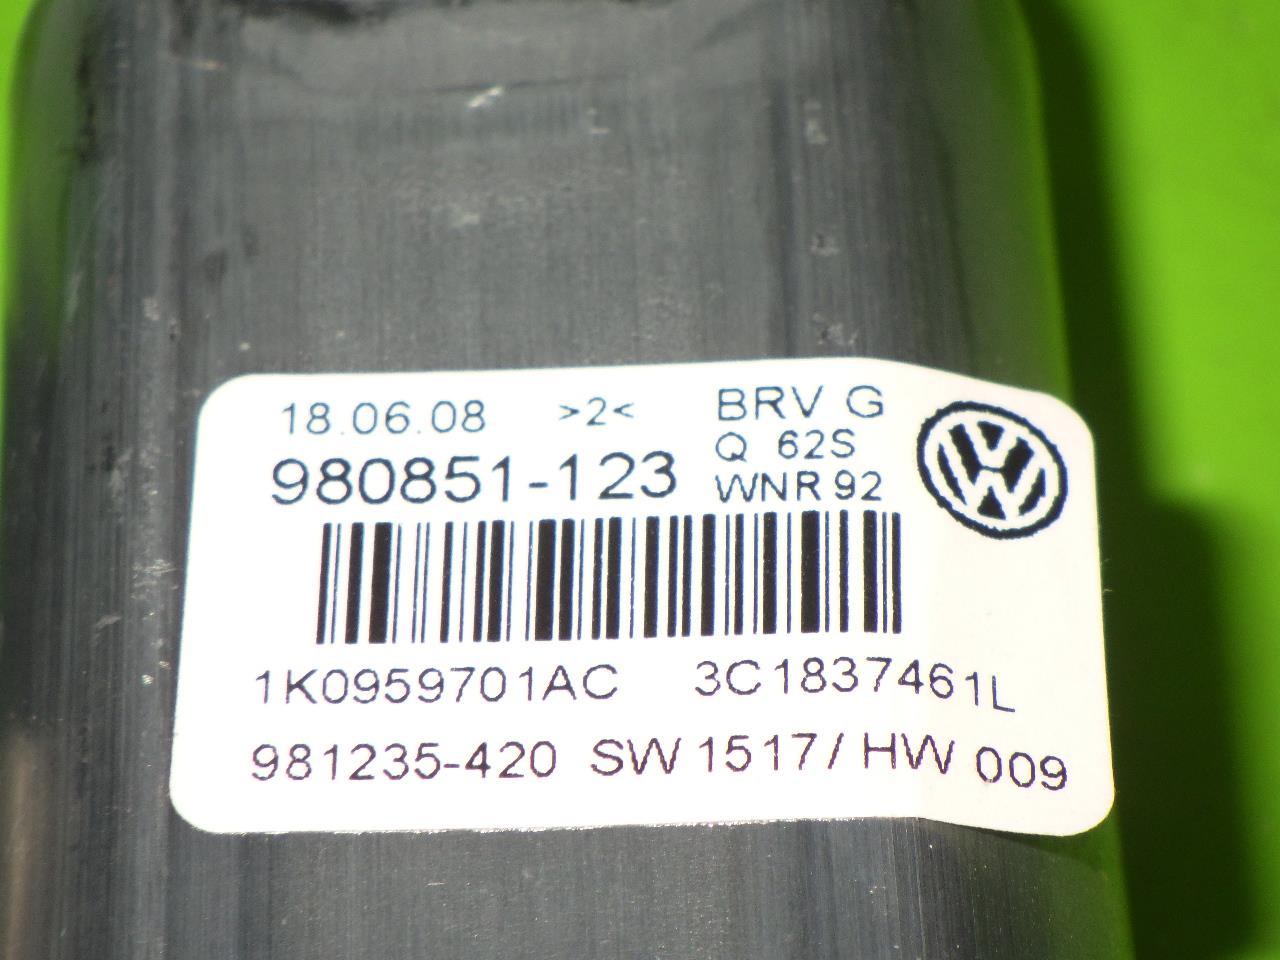 18.06.08 >2< BRV G
Q 62S
980851-123 WNR 92
1K0959701AC 3C1837461L
981235-420 SW 1517/ HW 009